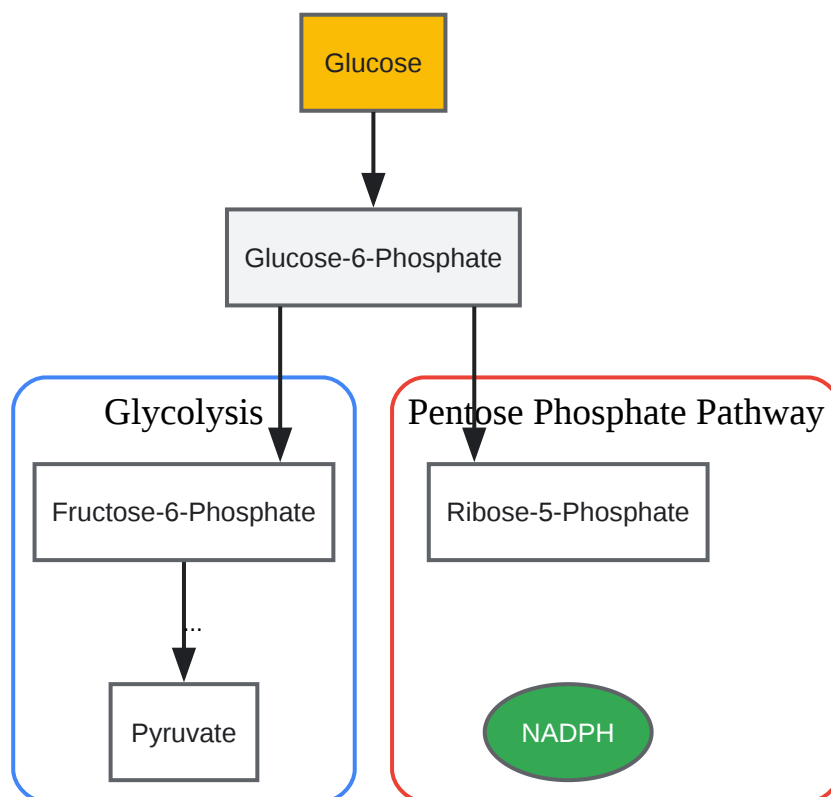 Glucose
Glucose-6-Phosphate
Glycolysis
Pentose Phosphate Pathway
Fructose-6-Phosphate
Ribose-5-Phosphate
...
Pyruvate
NADPH